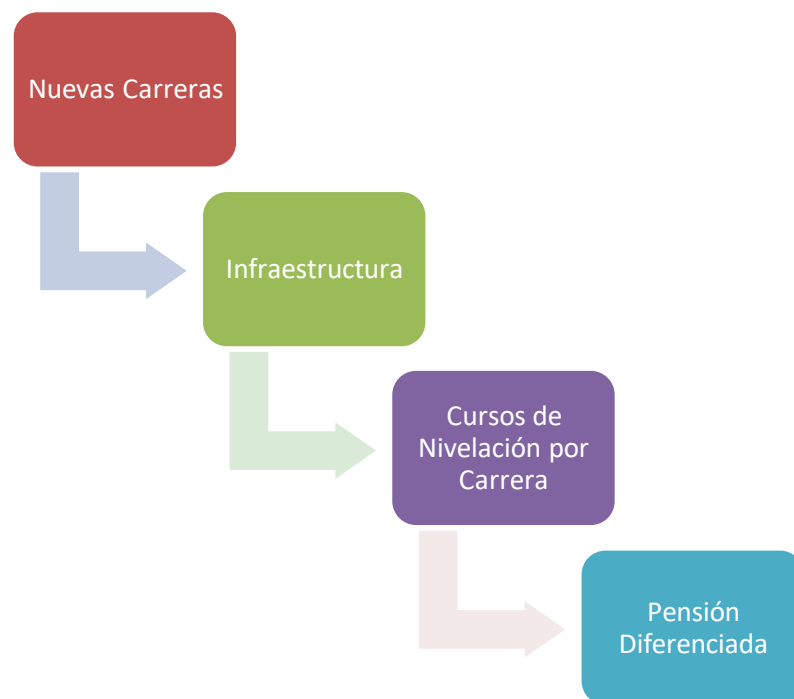 Nuevas Carreras
Infraestructura
Cursos de
Nivelación por
Carrera
Pensión
Diferenciada